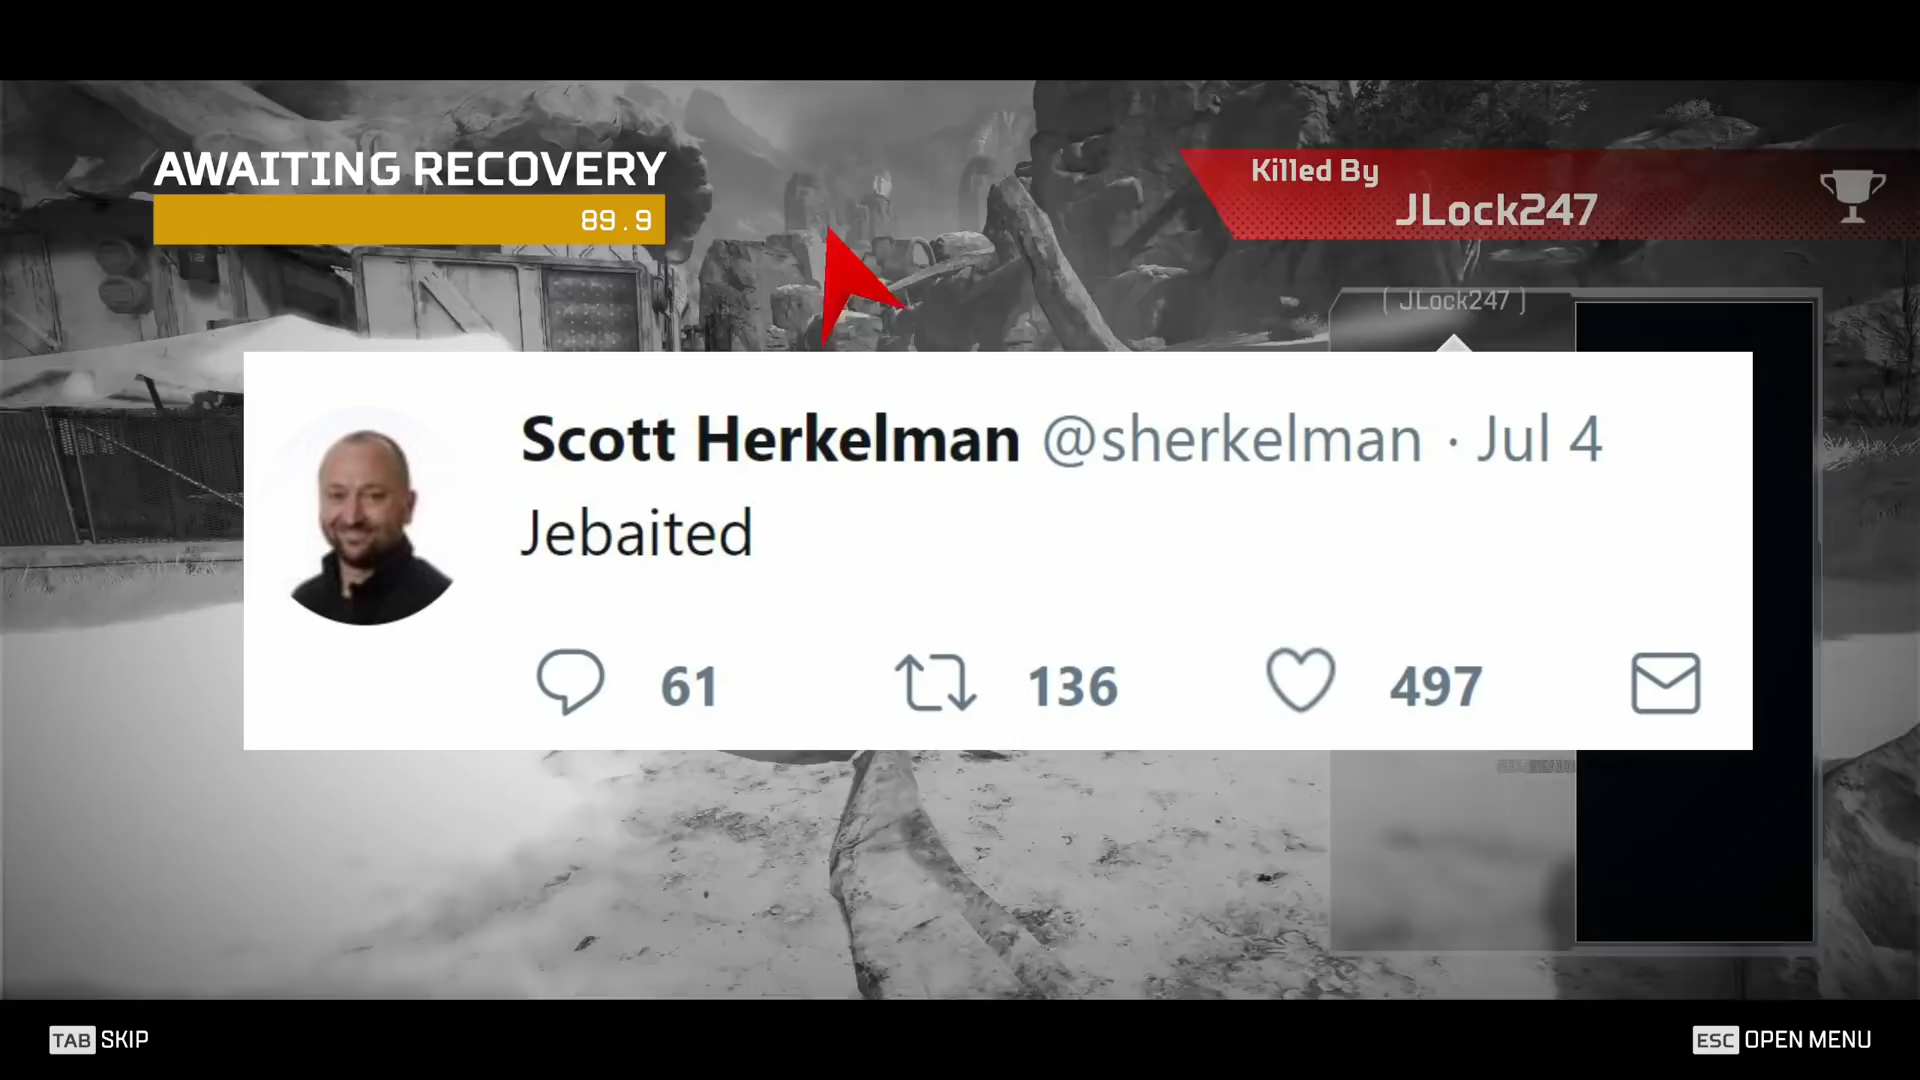 AWAITING RECOVERY
89.9
Killed By
JLock247
[ JLock247 ]
Scott Herkelman @sherkelman · Jul 4
Jebaited
61 136 497
TAB SKIP
ESC OPEN MENU